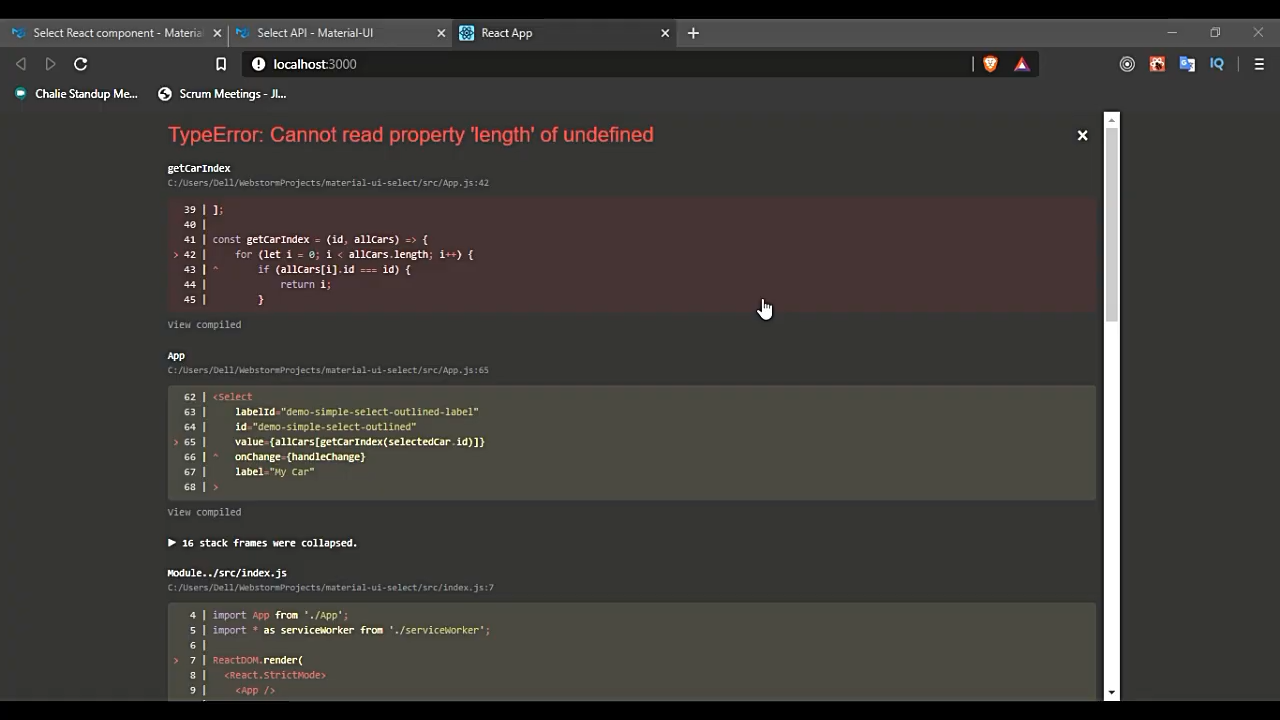 Select React component - Material
Select API - Material-UI
React App
localhost:3000
IQ
Chalie Standup Me...
Scrum Meetings - JI...
TypeError: Cannot read property 'length' of undefined
getCarIndex
C:/Users/Dell/WebstormProjects/material-ui-select/src/App.js:42
39 | ];
40 |
41 | const getCarIndex = (id, allCars) => {
> 42 |   for (let i = 0; i < allCars.length; i++) {
43 | ^     if (allCars[i].id === id) {
44 |         return i;
45 |       }
View compiled
App
C:/Users/Dell/WebstormProjects/material-ui-select/src/App.js:65
62 | <Select
63 |   labelId="demo-simple-select-outlined-label"
64 |   id="demo-simple-select-outlined"
> 65 |   value={allCars[getCarIndex(selectedCar.id)]}
66 | ^ onChange={handleChange}
67 |   label="My Car"
68 | >
View compiled
▶ 16 stack frames were collapsed.
Module../src/index.js
C:/Users/Dell/WebstormProjects/material-ui-select/src/index.js:7
4 | import App from './App';
5 | import * as serviceWorker from './serviceWorker';
6 |
> 7 | ReactDOM.render(
8 |   <React.StrictMode>
9 |     <App />